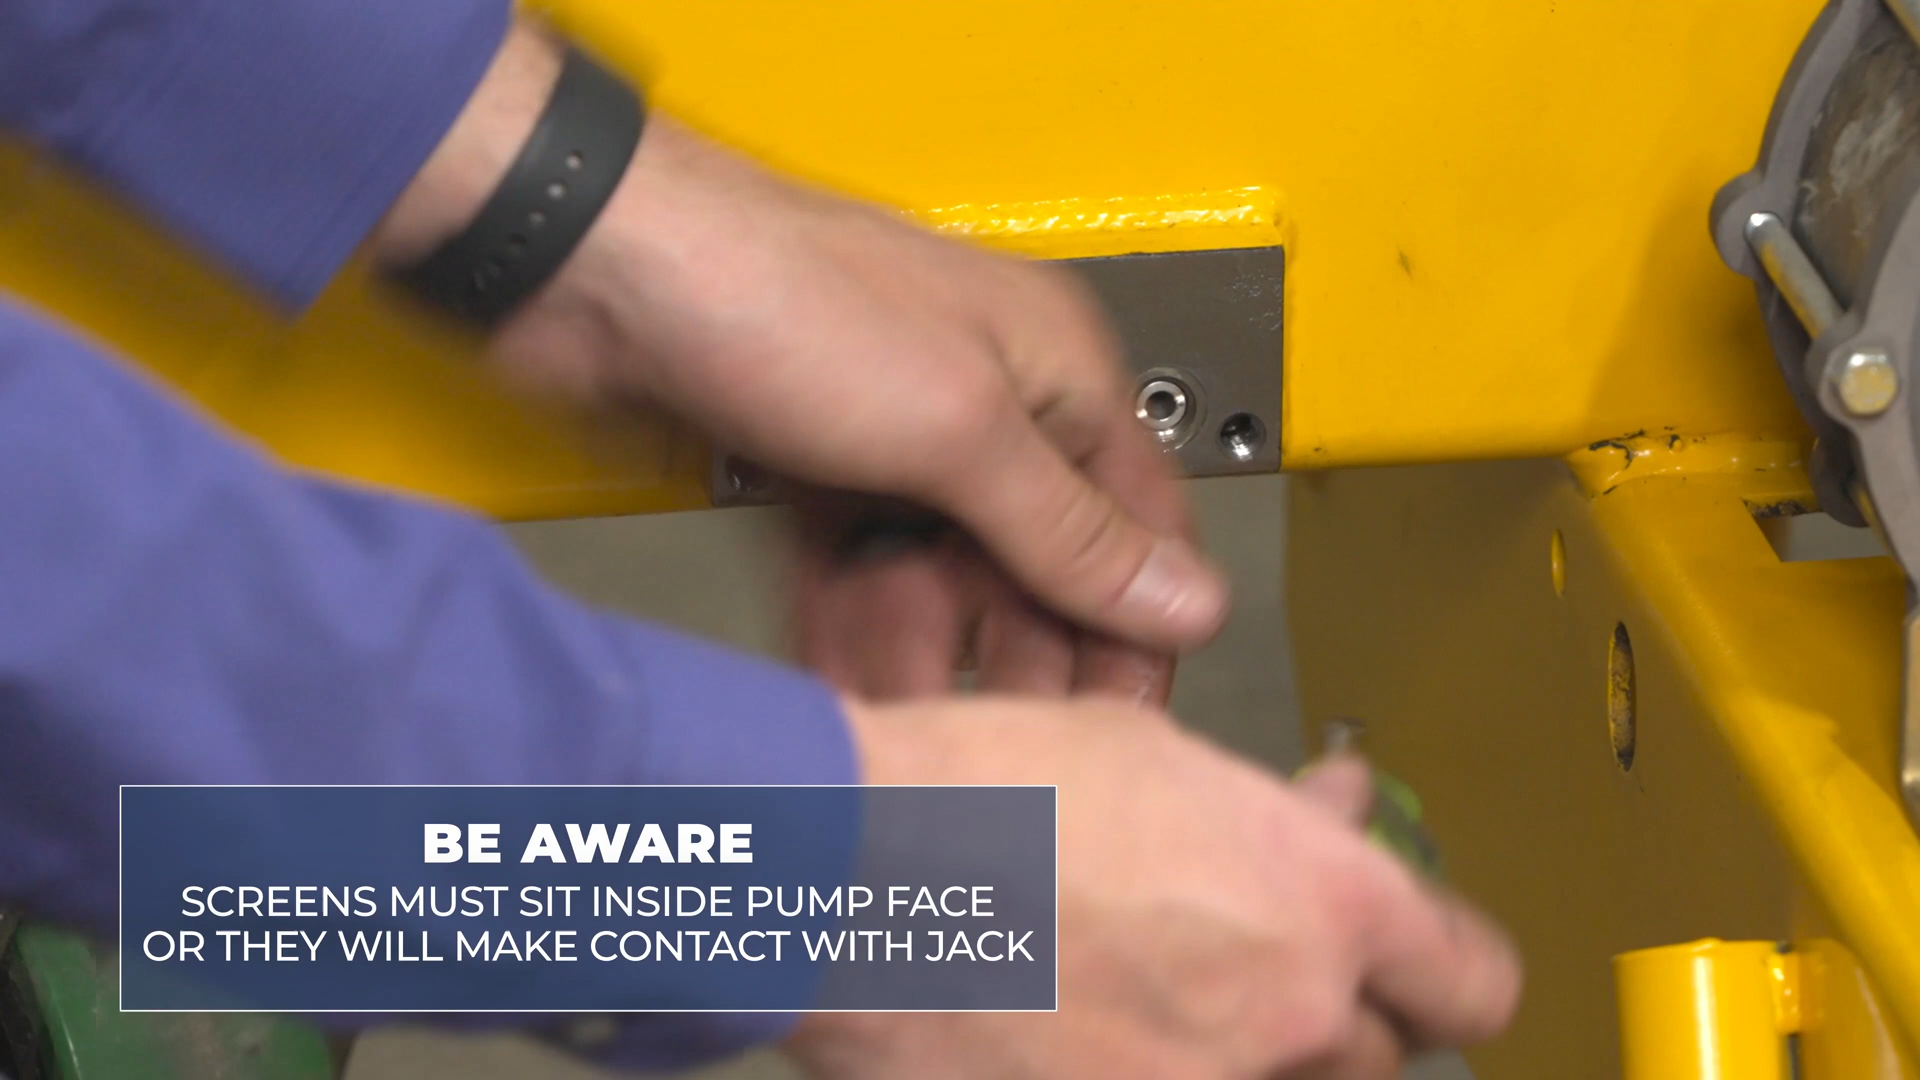 BE AWARE
SCREENS MUST SIT INSIDE PUMP FACE
OR THEY WILL MAKE CONTACT WITH JACK